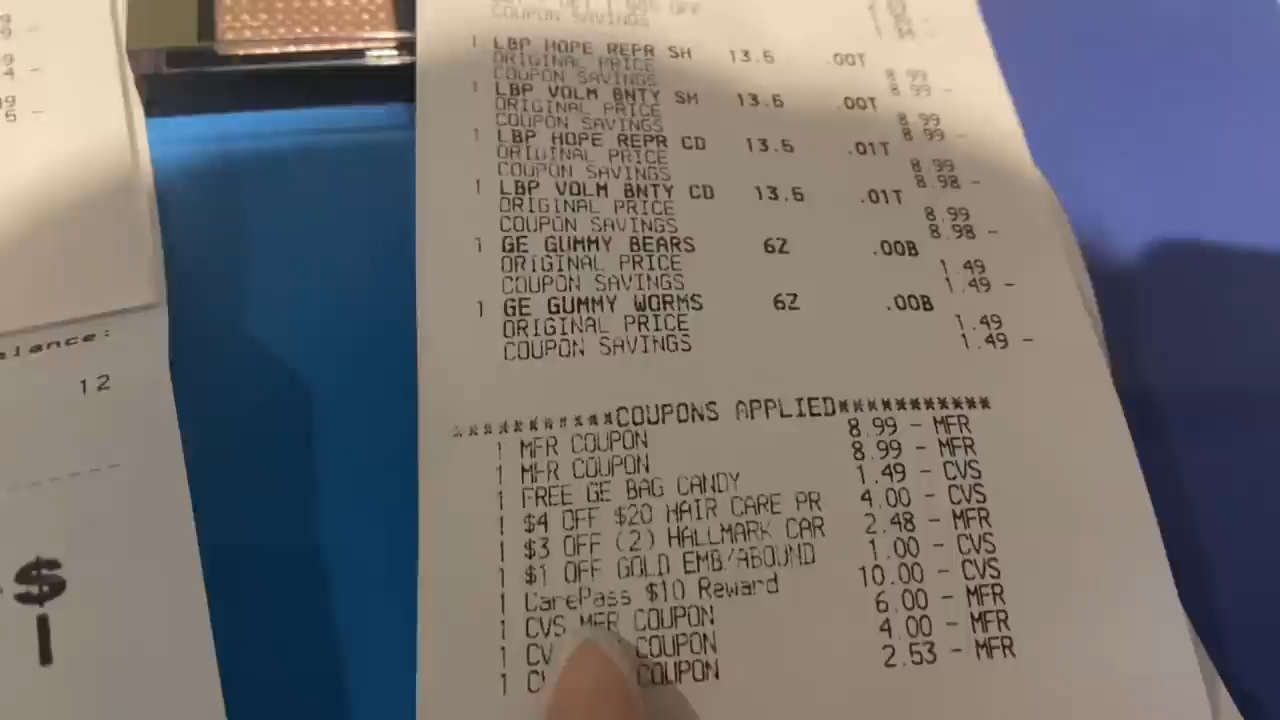 COUPON SAVINGS
1 LBP HOPE REPR SH 13.5 .00T
ORIGINAL PRICE 8.99
COUPON SAVINGS 8.99 -
1 LBP VOLM BNTY SH 13.5 .00T
ORIGINAL PRICE 8.99
COUPON SAVINGS 8.99 -
1 LBP HOPE REPR CD 13.5 .01T
ORIGINAL PRICE 8.99
COUPON SAVINGS 8.98 -
1 LBP VOLM BNTY CD 13.5 .01T
ORIGINAL PRICE 8.99
COUPON SAVINGS 8.98 -
1 GE GUMMY BEARS 6Z .00B
ORIGINAL PRICE 1.49
COUPON SAVINGS 1.49 -
1 GE GUMMY WORMS 6Z .00B
ORIGINAL PRICE 1.49
COUPON SAVINGS 1.49 -
***********COUPONS APPLIED***********
1 MFR COUPON 8.99 - MFR
1 MFR COUPON 8.99 - MFR
1 FREE GE BAG CANDY 1.49 - CVS
1 $4 OFF $20 HAIR CARE PR 4.00 - CVS
1 $3 OFF (2) HALLMARK CAR 2.48 - MFR
1 $1 OFF GOLD EMB/ABOUND 1.00 - CVS
1 CarePass $10 Reward 10.00 - CVS
1 CVS MFR COUPON 6.00 - MFR
1 COUPON 4.00 - MFR
1 COUPON 2.53 - MFR
12
$